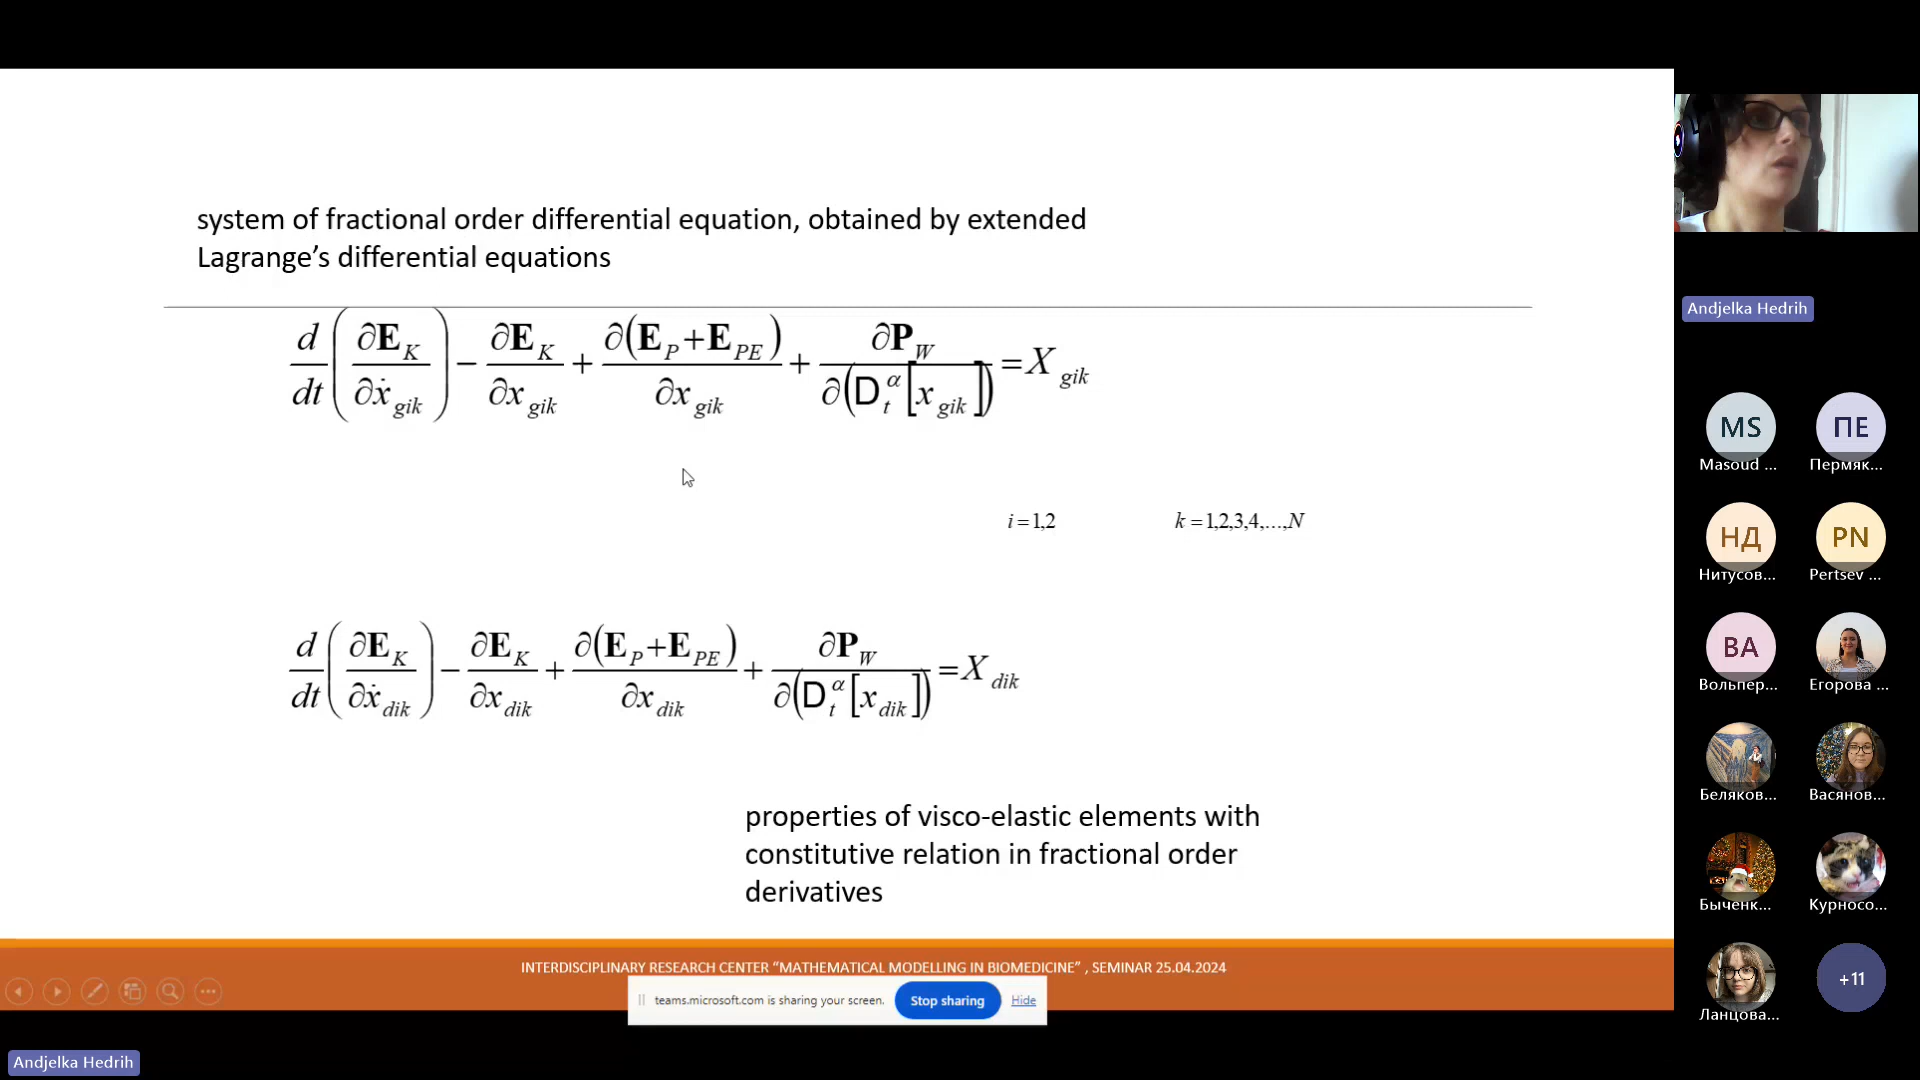 system of fractional order differential equation, obtained by extended
Lagrange's differential equations
d/dt (∂E_K/∂ẋ_gik) − ∂E_K/∂x_gik + ∂(E_P+E_PE)/∂x_gik + ∂P_W/∂(D_t^α[x_gik]) = X_gik
i = 1,2
k = 1,2,3,4,…,N
d/dt (∂E_K/∂ẋ_dik) − ∂E_K/∂x_dik + ∂(E_P+E_PE)/∂x_dik + ∂P_W/∂(D_t^α[x_dik]) = X_dik
properties of visco-elastic elements with
constitutive relation in fractional order
derivatives
INTERDISCIPLINARY RESEARCH CENTER “MATHEMATICAL MODELLING IN BIOMEDICINE” , SEMINAR 25.04.2024
teams.microsoft.com is sharing your screen.
Stop sharing
Hide
Andjelka Hedrih
Andjelka Hedrih
MS
Masoud ...
ПЕ
Пермяк...
НД
Нитусов...
PN
Pertsev ...
ВА
Вольпер...
Егорова ...
Беляков...
Васянов...
Быченк...
Курносо...
Ланцова...
+11